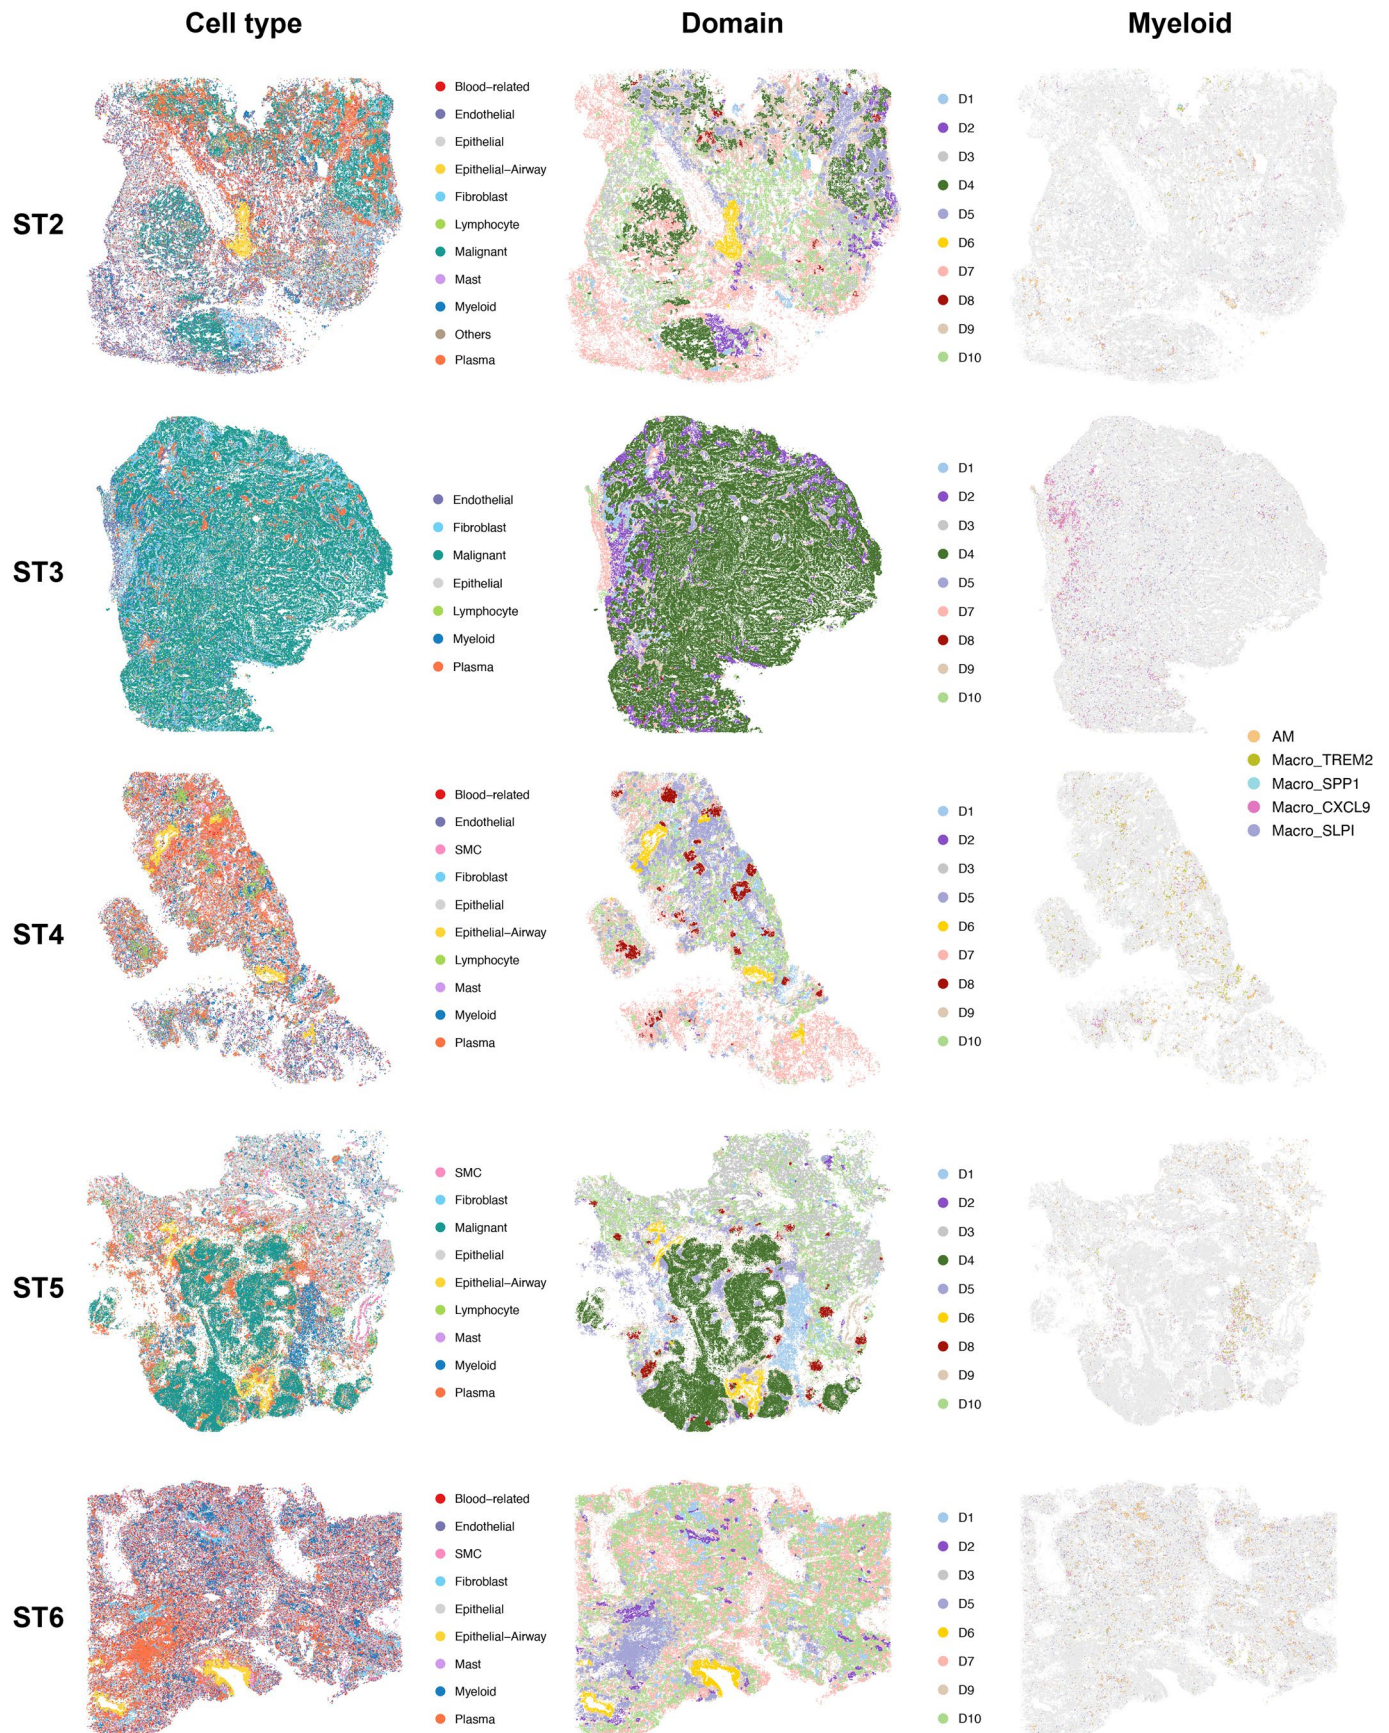 Cell type
Domain
Myeloid
ST2
Blood-related
Endothelial
Epithelial
Epithelial-Airway
Fibroblast
Lymphocyte
Malignant
Mast
Myeloid
Others
Plasma
D1
D2
D3
D4
D5
D6
D7
D8
D9
D10
ST3
Endothelial
Fibroblast
Malignant
Epithelial
Lymphocyte
Myeloid
Plasma
D1
D2
D3
D4
D5
D7
D8
D9
D10
AM
Macro_TREM2
Macro_SPP1
Macro_CXCL9
Macro_SLPI
ST4
Blood-related
Endothelial
SMC
Fibroblast
Epithelial
Epithelial-Airway
Lymphocyte
Mast
Myeloid
Plasma
D1
D2
D3
D5
D6
D7
D8
D9
D10
ST5
SMC
Fibroblast
Malignant
Epithelial
Epithelial-Airway
Lymphocyte
Mast
Myeloid
Plasma
D1
D2
D3
D4
D5
D6
D8
D9
D10
ST6
Blood-related
Endothelial
SMC
Fibroblast
Epithelial
Epithelial-Airway
Mast
Myeloid
Plasma
D1
D2
D3
D5
D6
D7
D9
D10